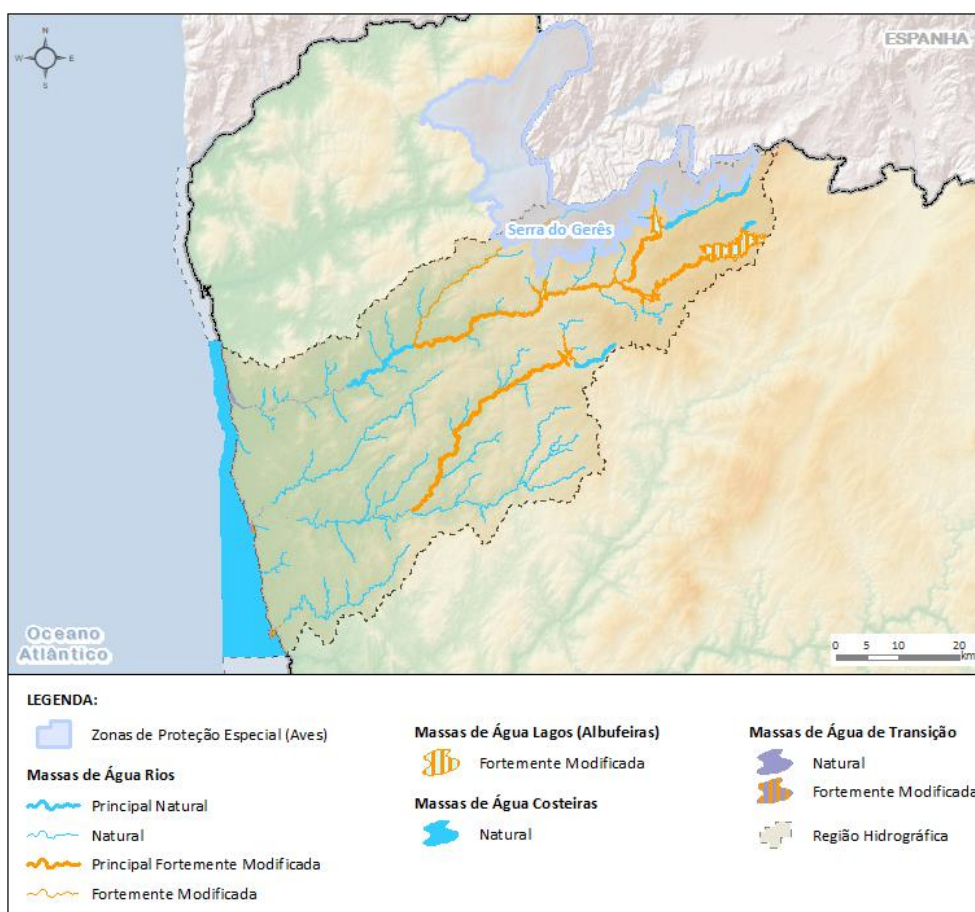 N
W
E
S
ESPANHA
Serra do Gerês
Oceano
Atlântico
0 5 10 20
km
LEGENDA:
Zonas de Proteção Especial (Aves)
Massas de Água Rios
Principal Natural
Natural
Principal Fortemente Modificada
Fortemente Modificada
Massas de Água Lagos (Albufeiras)
Fortemente Modificada
Massas de Água Costeiras
Natural
Massas de Água de Transição
Natural
Fortemente Modificada
Região Hidrográfica